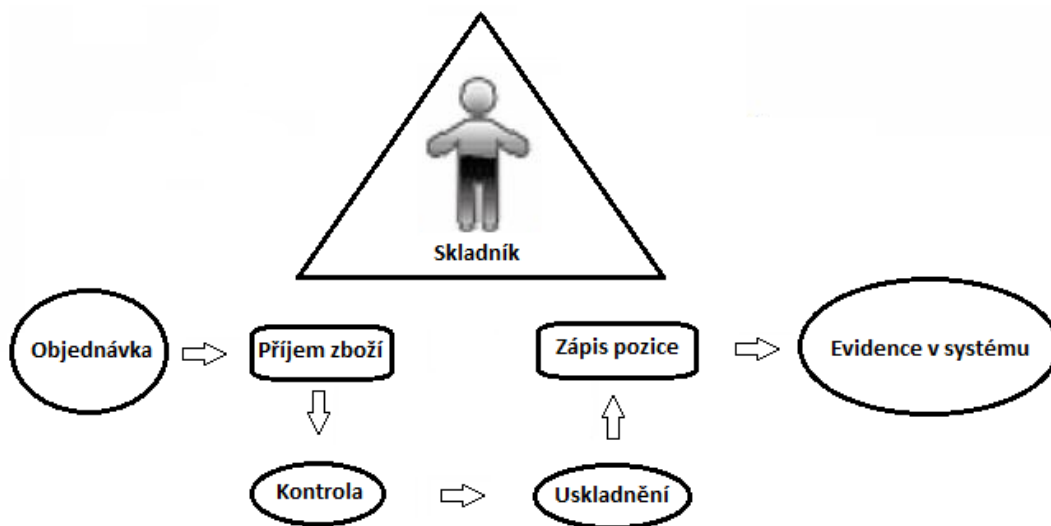 Skladník
Objednávka
Příjem zboží
Zápis pozice
Evidence v systému
Kontrola
Uskladnění